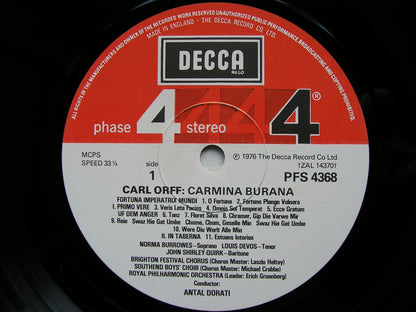 ALL RIGHTS OF THE MANUFACTURER AND OF THE OWNER OF THE RECORDED WORK RESERVED UNAUTHORISED PUBLIC PERFORMANCE BROADCASTING AND COPYING OF THIS RECORD PROHIBITED.
MADE IN ENGLAND, THE DECCA RECORD CO LTD
DECCA
phase 4 stereo 4®
MCPS
SPEED 33⅓
side
1
℗ 1976 The Decca Record Co Ltd
1ZAL 14370
PFS 4368
CARL ORFF: CARMINA BURANA
FORTUNA IMPERATRIX MUNDI 1. O Fortuna 2. Fortune Plango Vulnera
I. PRIMO VERE 3. Veris Leta Facies 4. Omnia Sol Temperat 5. Ecce Gratum
UF DEM ANGER 6. Tanz 7. Floret Silva 8. Chramer, Gip Die Varwe Mir
9. Reie Swaz Hie Gat Umbe Chume, Chum, Geselle Min Swaz Hie Gat Umbe
10. Were Diu Werlt Alle Min
II. IN TABERNA 11. Estuans Interius
NORMA BURROWES—Soprano LOUIS DEVOS—Tenor
JOHN SHIRLEY-QUIRK—Baritone
BRIGHTON FESTIVAL CHORUS (Chorus Master: Laszlo Heltay)
SOUTHEND BOYS' CHOIR (Chorus Master: Michael Crabbe)
ROYAL PHILHARMONIC ORCHESTRA (Leader: Erich Gruenberg)
Conductor:
ANTAL DORATI